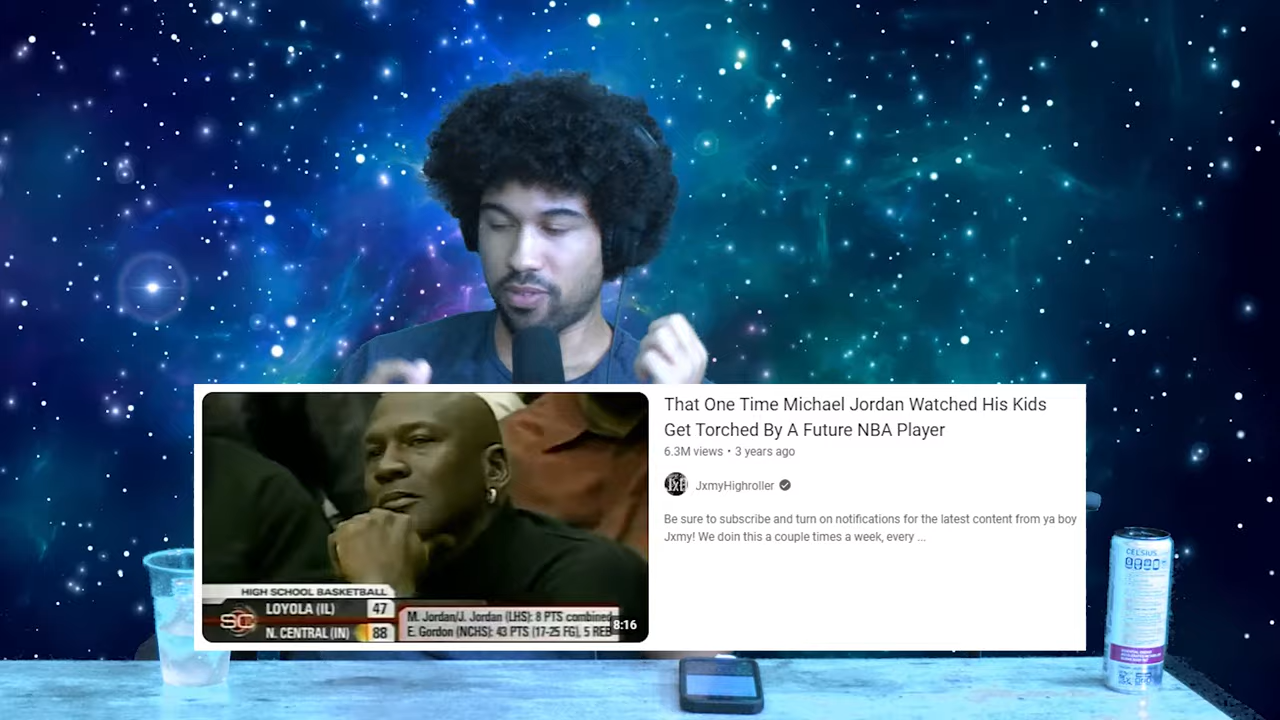 That One Time Michael Jordan Watched His Kids
Get Torched By A Future NBA Player
6.3M views • 3 years ago
JxmyHighroller
Be sure to subscribe and turn on notifications for the latest content from ya boy
Jxmy! We doin this a couple times a week, every ...
HIGH SCHOOL BASKETBALL
SC
LOYOLA (IL) 47
N. CENTRAL (IN) 88
M. Jordan/J. Jordan (LHS): 8 PTS combined
E. Gordon (NCHS): 43 PTS (17-25 FG), 5 REB
8:16
CELSIUS